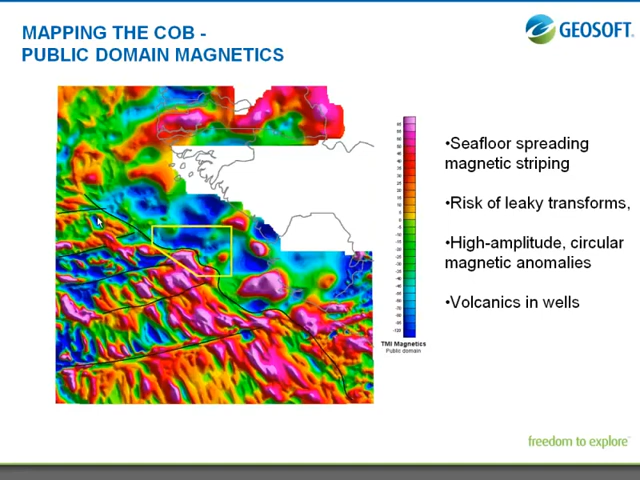 MAPPING THE COB -
PUBLIC DOMAIN MAGNETICS
GEOSOFT.
•Seafloor spreading
magnetic striping
•Risk of leaky transforms,
•High-amplitude, circular
magnetic anomalies
•Volcanics in wells
TMI Magnetics
Public domain
freedom to explore